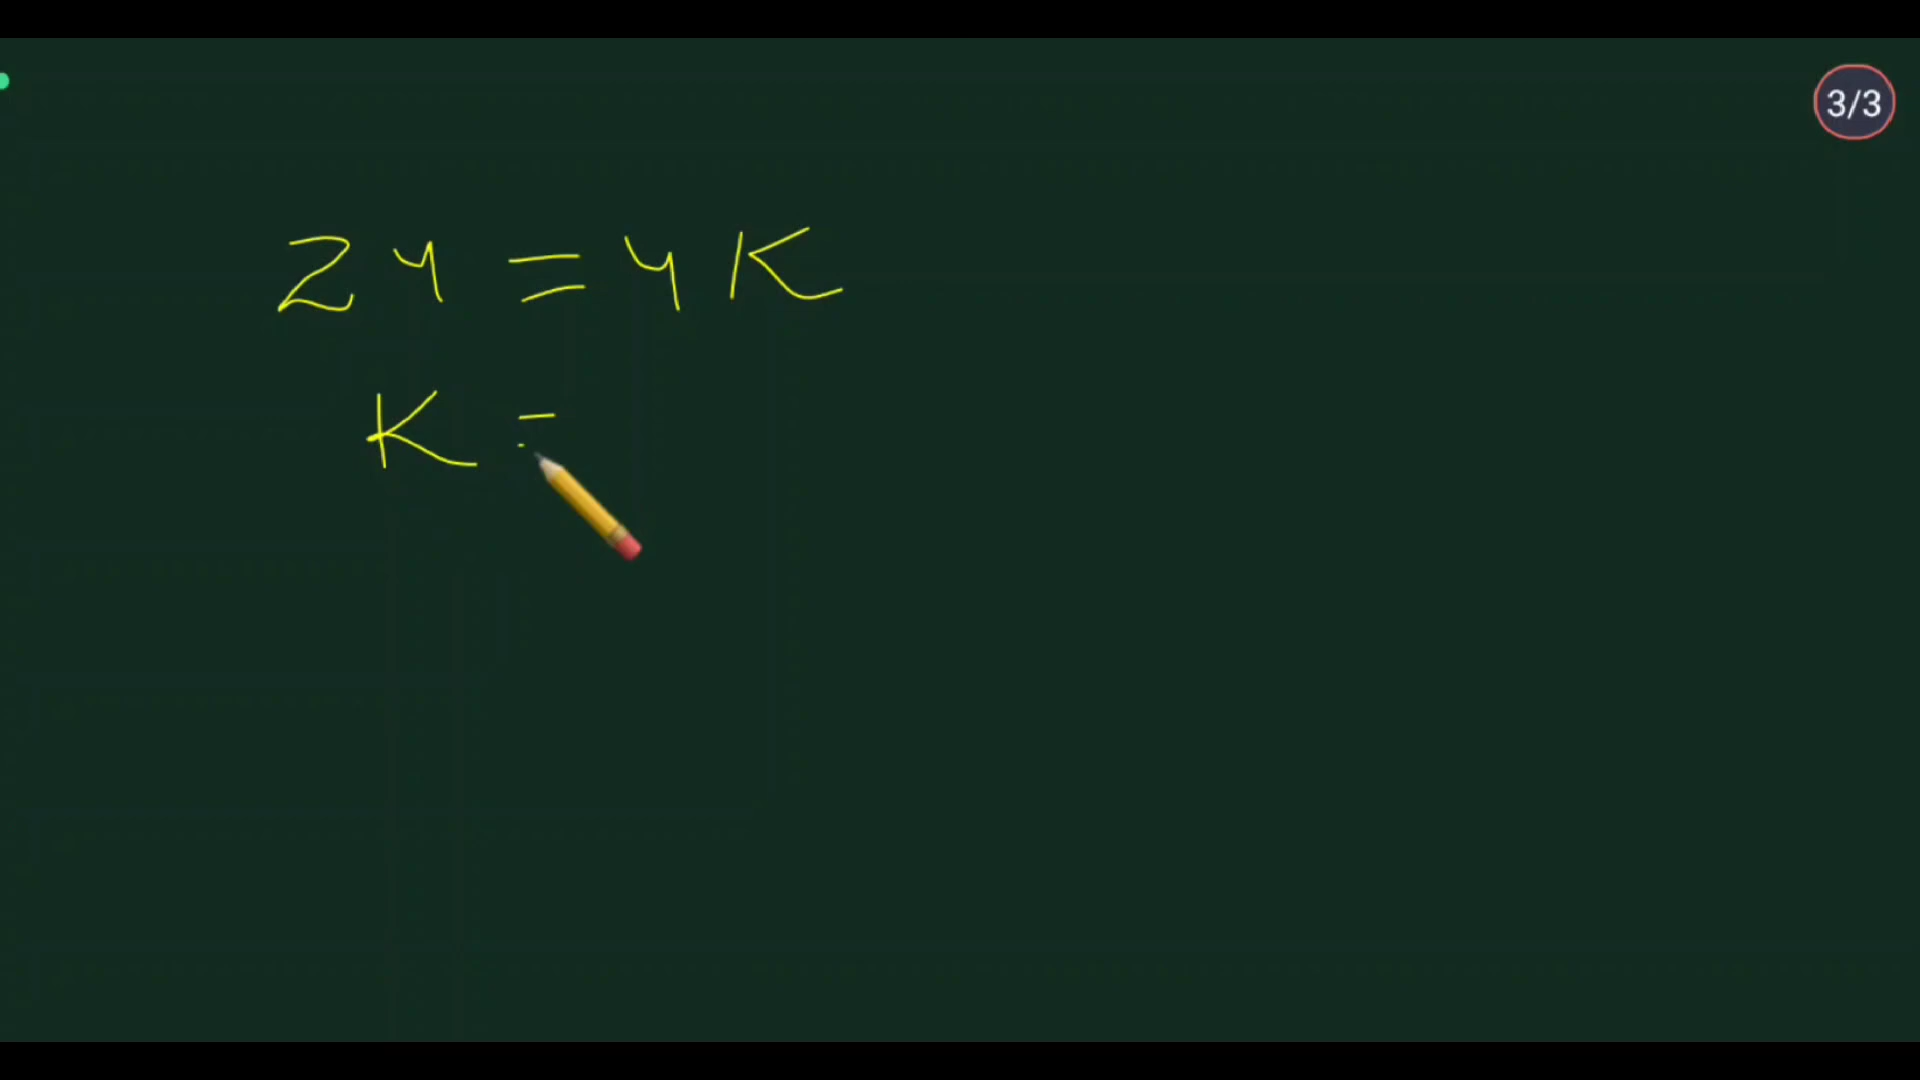 3/3
24 = 4K
K =